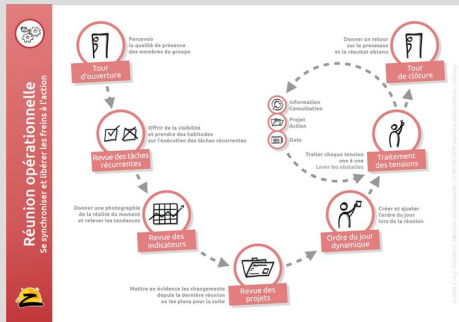 Réunion opérationnelle
Se synchroniser et libérer les freins à l'action
Percevoir
la qualité de présence
des membres du groupe
Tour
d'ouverture
Offrir de la visibilité
et prendre des habitudes
sur l'exécution des tâches récurrentes
Revue des tâches
récurrentes
Donner une photographie
de la réalité du moment
et relever les tendances
Revue des
indicateurs
Mettre en évidence les changements
depuis la dernière réunion
ou les plans pour la suite
Revue des
projets
Créer et ajuster
l'ordre du jour
lors de la réunion
Ordre du jour
dynamique
Traiter chaque tension
une à une
Lever les obstacles
Traitement
des tensions
Information
Consultation
Projet
Action
Date
Donner un retour
sur le processus
et le résultat obtenu
Tour
de clôture